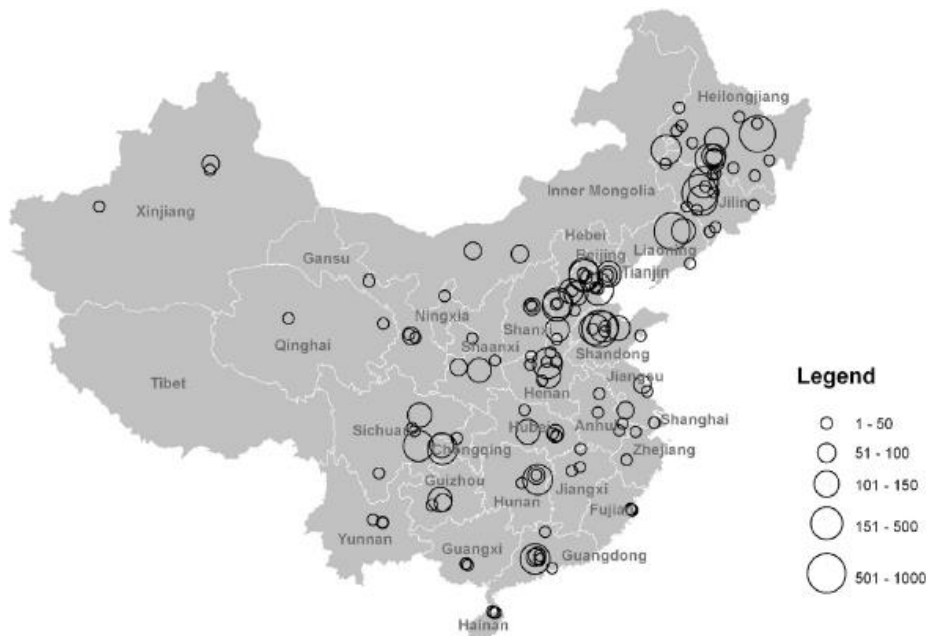 Heilongjiang
Inner Mongolia
Jilin
Xinjiang
Hebei
Liaoning
Gansu
Beijing
Tianjin
Ningxia
Shanxi
Qinghai
Shaanxi
Shandong
Tibet
Henan
Jiangsu
Sichuan
Hubei
Anhui
Shanghai
Chongqing
Zhejiang
Guizhou
Hunan
Jiangxi
Fujian
Yunnan
Guangxi
Guangdong
Hainan
Legend
1 - 50
51 - 100
101 - 150
151 - 500
501 - 1000